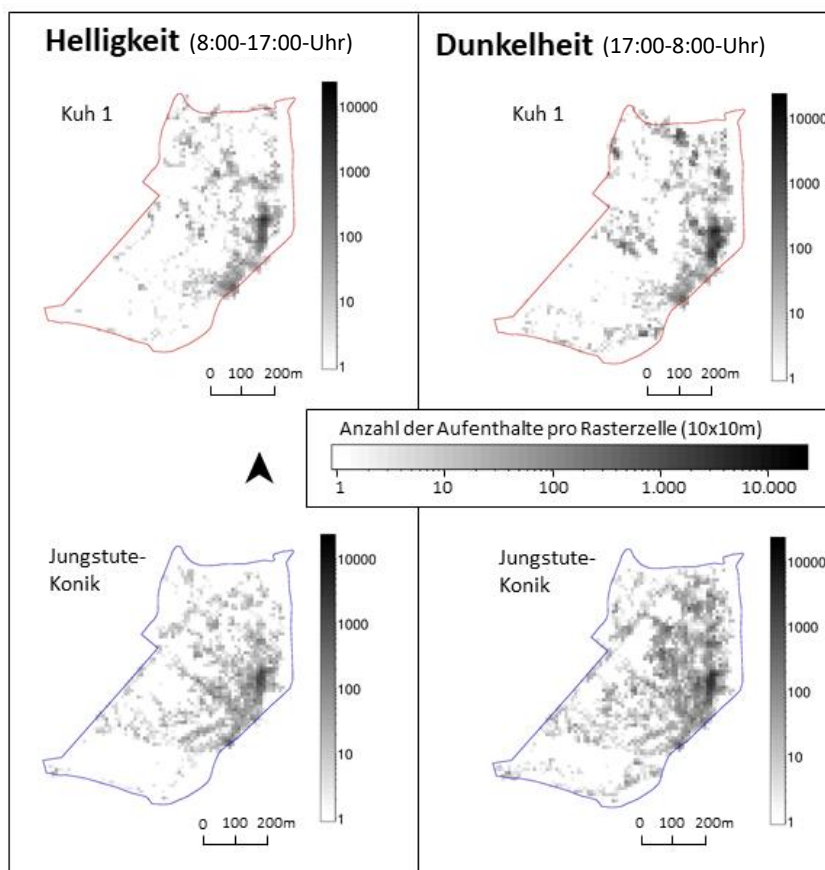 Helligkeit (8:00-17:00-Uhr)
Kuh 1
10000
1000
100
10
1
0 100 200m
Dunkelheit (17:00-8:00-Uhr)
Kuh 1
10000
1000
100
10
1
0 100 200m
Anzahl der Aufenthalte pro Rasterzelle (10x10m)
1 10 100 1.000 10.000
Jungstute-
Konik
10000
1000
100
10
1
0 100 200m
Jungstute-
Konik
10000
1000
100
10
1
0 100 200m